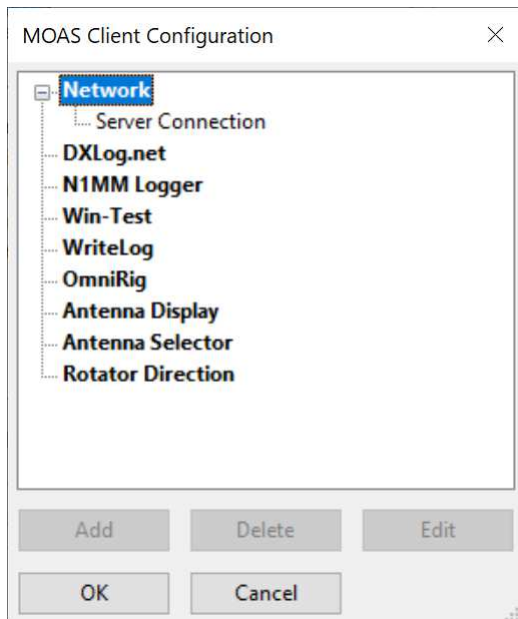 MOAS Client Configuration
Network
Server Connection
DXLog.net
N1MM Logger
Win-Test
WriteLog
OmniRig
Antenna Display
Antenna Selector
Rotator Direction
Add Delete Edit
OK Cancel